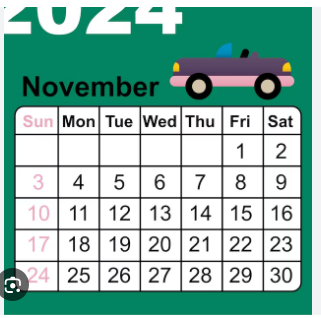 2024
November
Sun Mon Tue Wed Thu Fri Sat
1 2
3 4 5 6 7 8 9
10 11 12 13 14 15 16
17 18 19 20 21 22 23
24 25 26 27 28 29 30